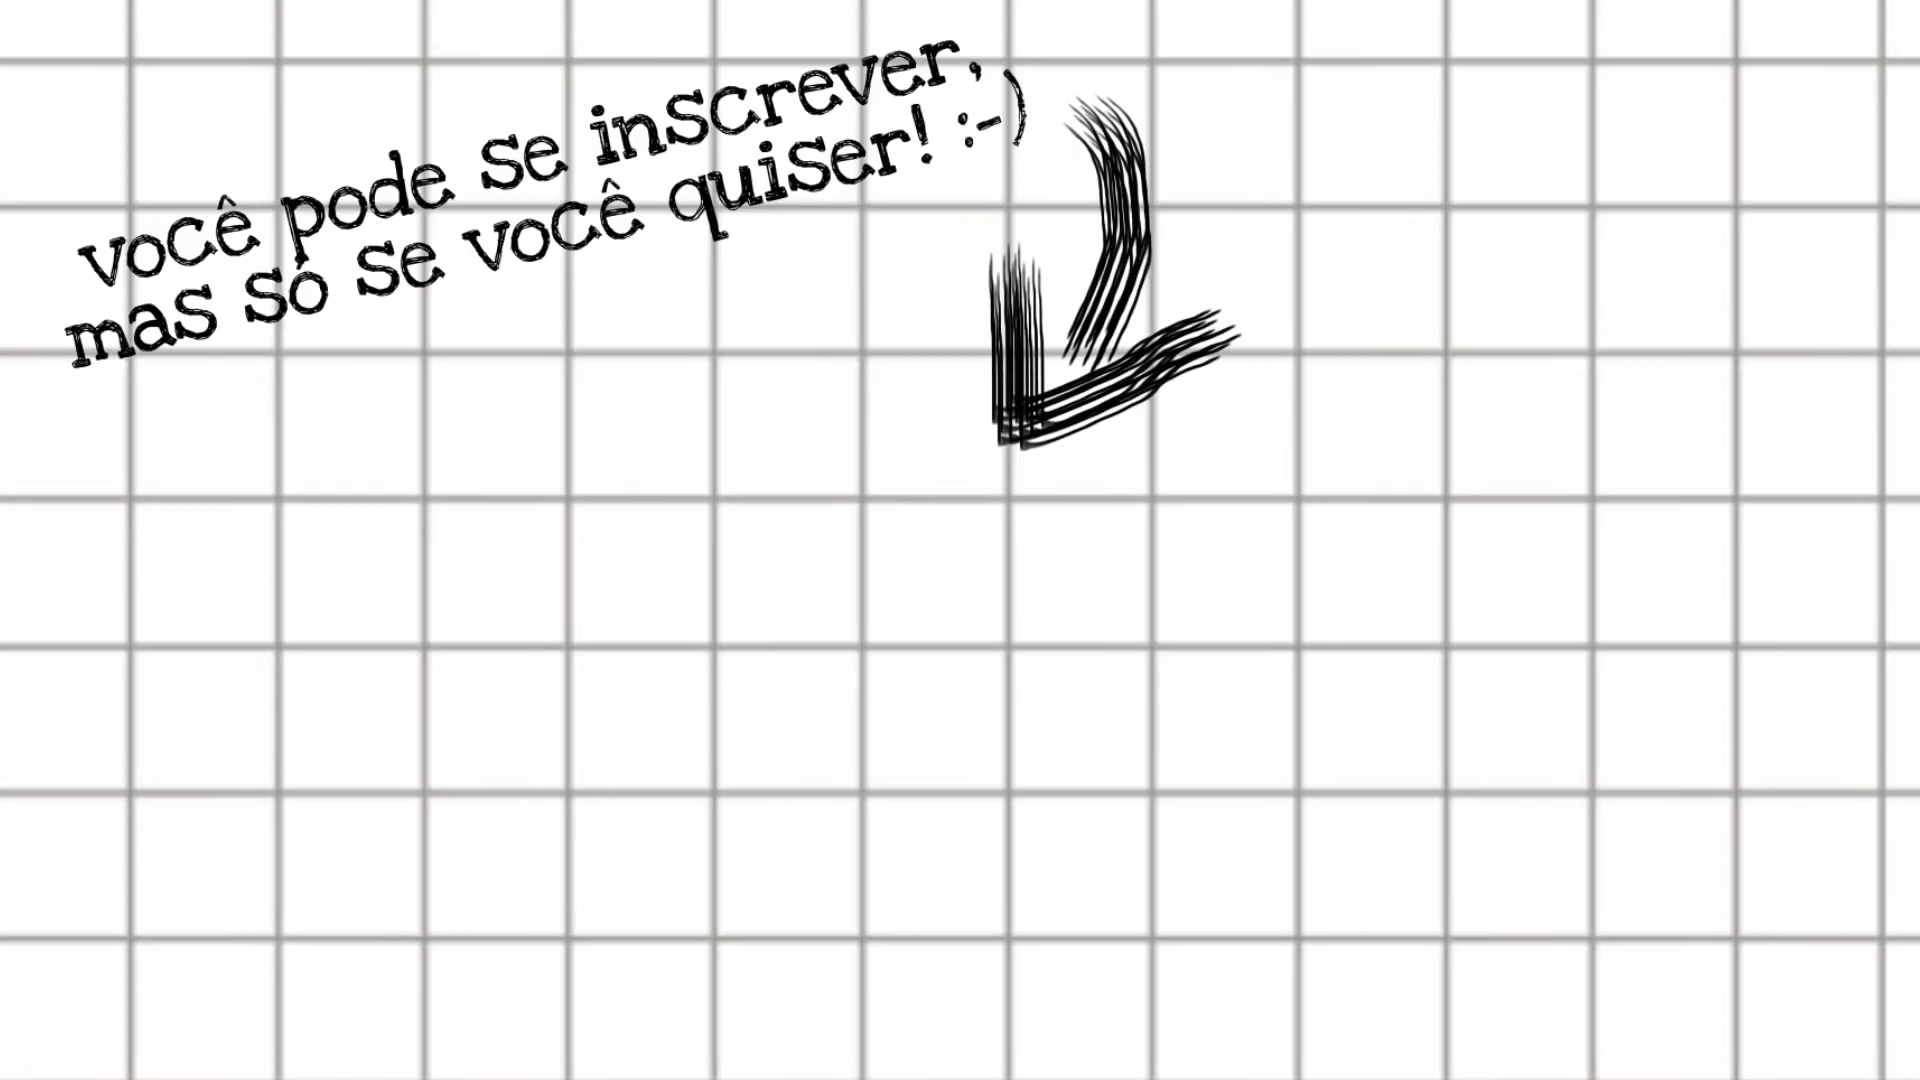 você pode se inscrever,
mas só se você quiser! :-)